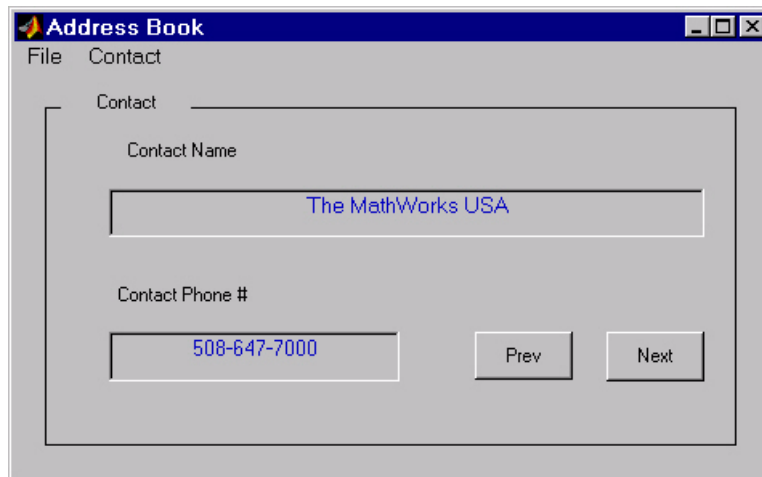 Address Book
File Contact
Contact
Contact Name
The MathWorks USA
Contact Phone #
508-647-7000
Prev Next